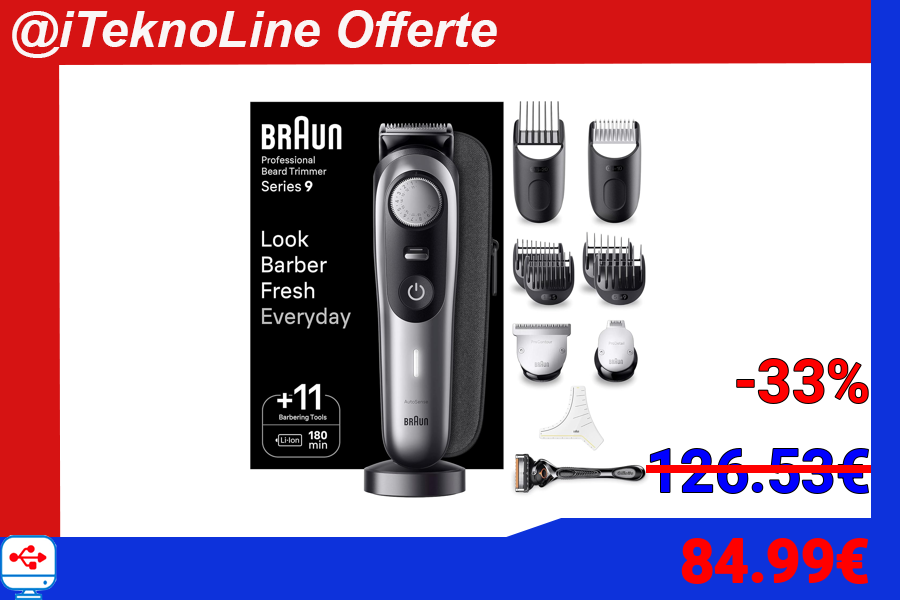 @iTeknoLine Offerte
BRAUN
Professional
Beard Trimmer
Series 9
Look
Barber
Fresh
Everyday
+11
Barbering Tools
Li-Ion
180
min
AutoSense
BRAUN
-33%
126.53€
84.99€